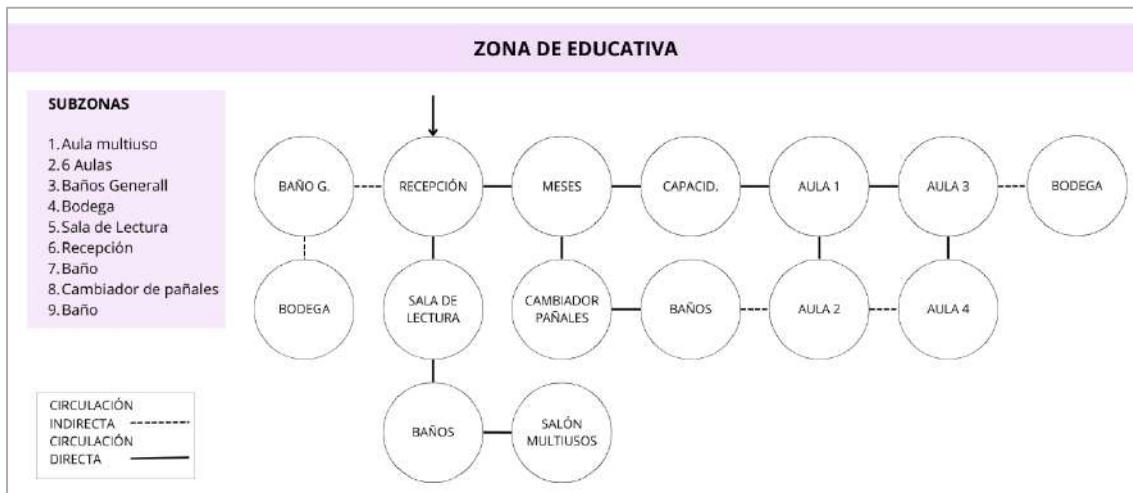 ZONA DE EDUCATIVA
SUBZONAS
1. Aula multiuso
2. 6 Aulas
3. Baños Generall
4. Bodega
5. Sala de Lectura
6. Recepción
7. Baño
8. Cambiador de pañales
9. Baño
BAÑO G.
RECEPCIÓN
MESES
CAPACID.
AULA 1
AULA 3
BODEGA
BODEGA
SALA DE
LECTURA
CAMBIADOR
PAÑALES
BAÑOS
AULA 2
AULA 4
BAÑOS
SALÓN
MULTIUSOS
CIRCULACIÓN
INDIRECTA
CIRCULACIÓN
DIRECTA